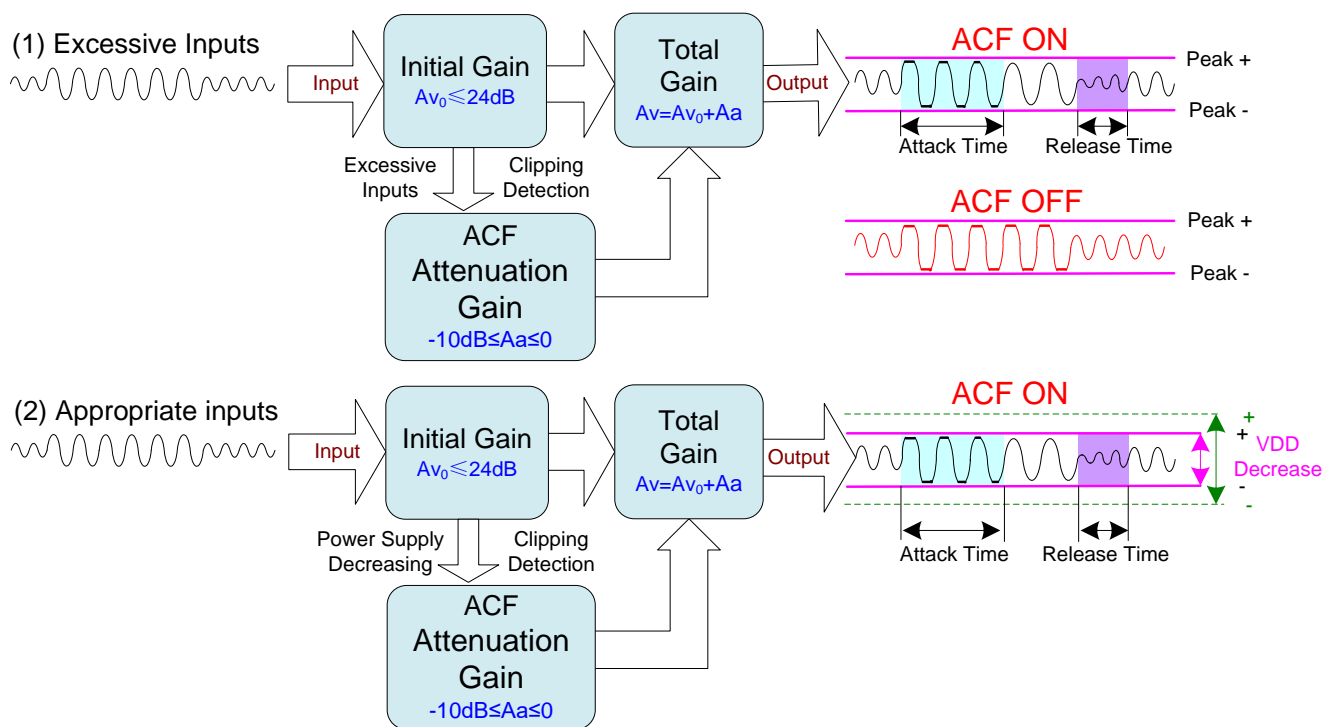 (1) Excessive Inputs
Input
Initial Gain
Av₀≤24dB
Total
Gain
Av=Av₀+Aa
Output
ACF ON
Peak +
Peak -
Attack Time
Release Time
Excessive
Inputs
Clipping
Detection
ACF
Attenuation
Gain
-10dB≤Aa≤0
ACF OFF
Peak +
Peak -
(2) Appropriate inputs
Input
Initial Gain
Av₀≤24dB
Total
Gain
Av=Av₀+Aa
Output
ACF ON
+
+
VDD
Decrease
-
-
Attack Time
Release Time
Power Supply
Decreasing
Clipping
Detection
ACF
Attenuation
Gain
-10dB≤Aa≤0